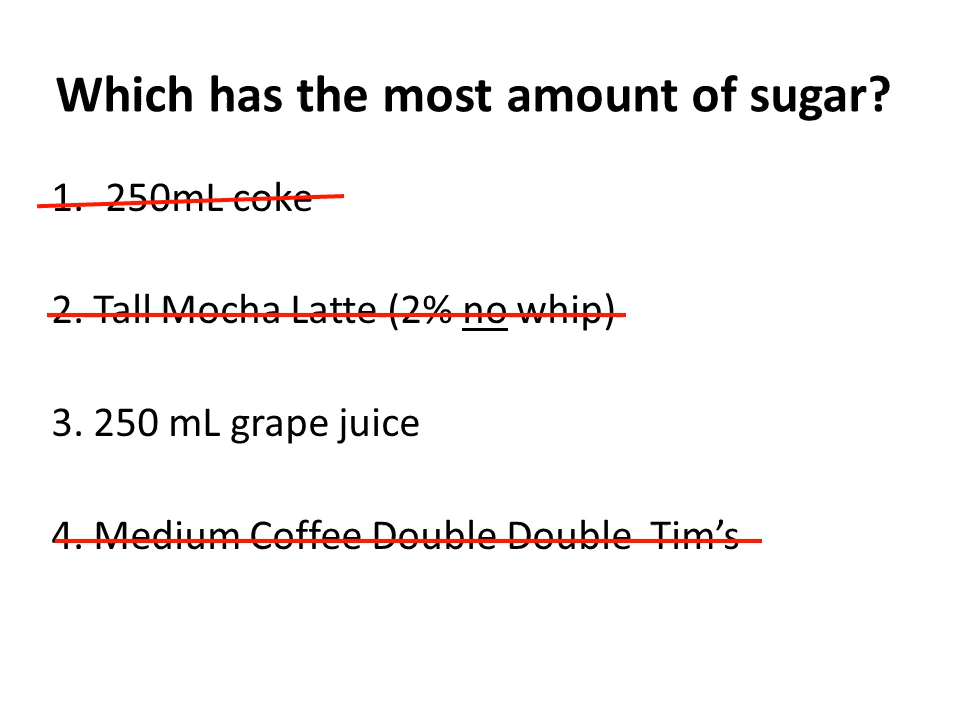 Which has the most amount of sugar?
1. 250mL coke
2. Tall Mocha Latte (2% no whip)
3. 250 mL grape juice
4. Medium Coffee Double Double Tim’s